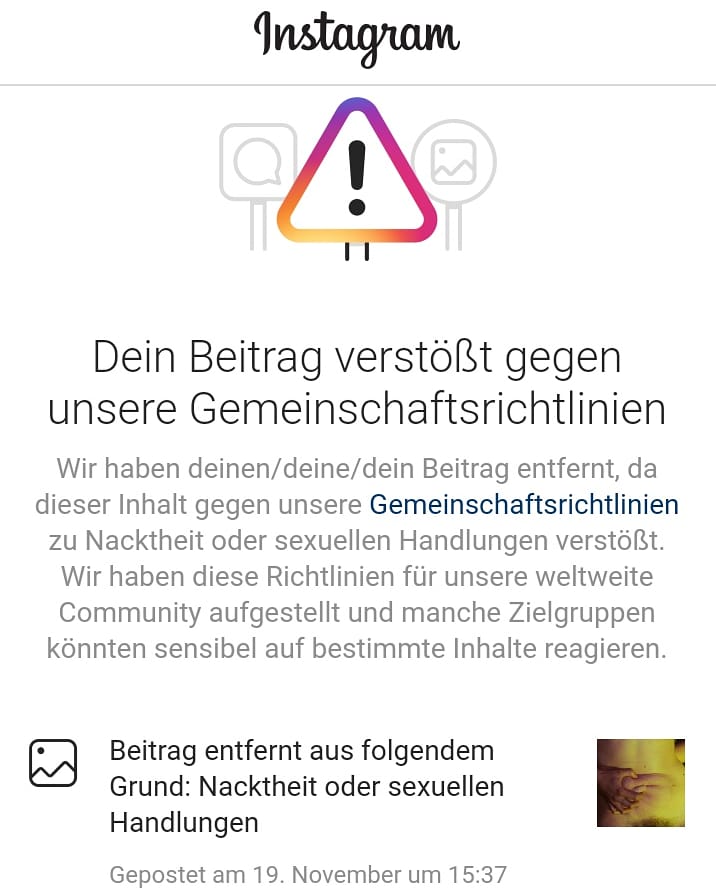 Instagram
Dein Beitrag verstößt gegen
unsere Gemeinschaftsrichtlinien
Wir haben deinen/deine/dein Beitrag entfernt, da
dieser Inhalt gegen unsere Gemeinschaftsrichtlinien
zu Nacktheit oder sexuellen Handlungen verstößt.
Wir haben diese Richtlinien für unsere weltweite
Community aufgestellt und manche Zielgruppen
könnten sensibel auf bestimmte Inhalte reagieren.
Beitrag entfernt aus folgendem
Grund: Nacktheit oder sexuellen
Handlungen
Gepostet am 19. November um 15:37